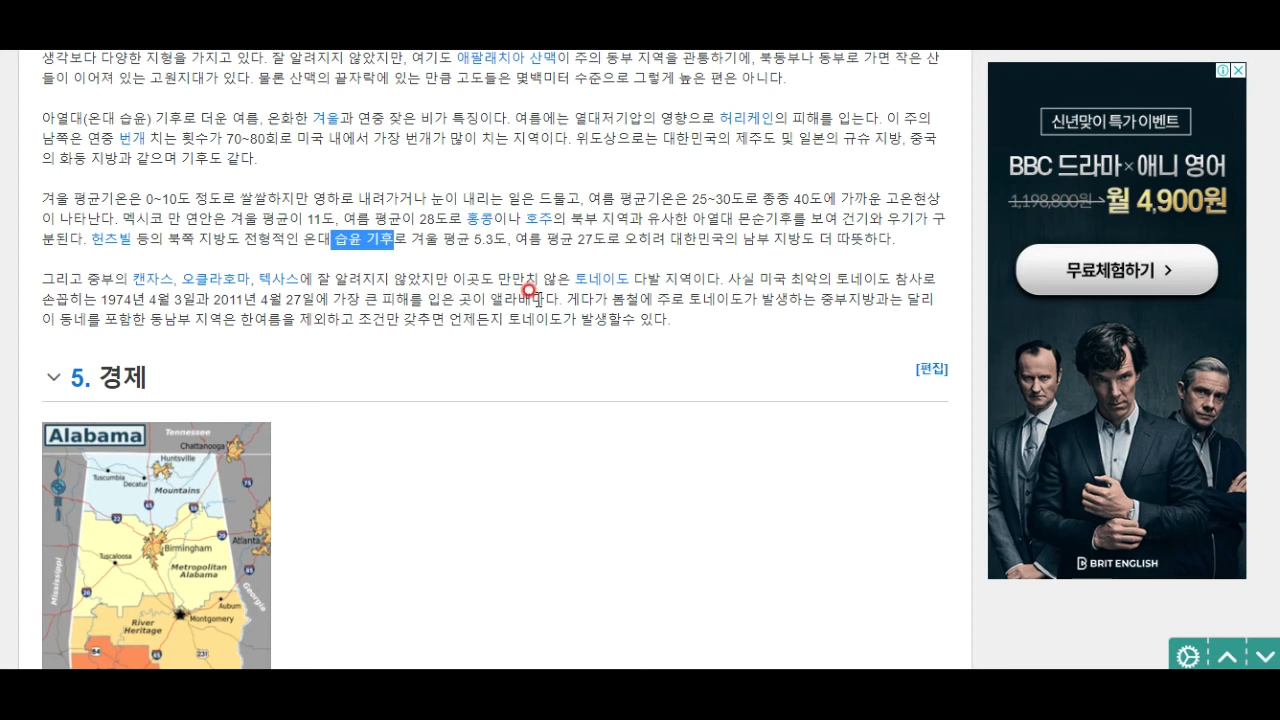 생각보다 다양한 지형을 가지고 있다. 잘 알려지지 않았지만, 여기도 애팔래치아 산맥이 주의 동부 지역을 관통하기에, 북동부나 동부로 가면 작은 산
들이 이어져 있는 고원지대가 있다. 물론 산맥의 끝자락에 있는 만큼 고도들은 몇백미터 수준으로 그렇게 높은 편은 아니다.
아열대(온대 습윤) 기후로 더운 여름, 온화한 겨울과 연중 잦은 비가 특징이다. 여름에는 열대저기압의 영향으로 허리케인의 피해를 입는다. 이 주의
남쪽은 연중 번개 치는 횟수가 70~80회로 미국 내에서 가장 번개가 많이 치는 지역이다. 위도상으로는 대한민국의 제주도 및 일본의 규슈 지방, 중국
의 화동 지방과 같으며 기후도 같다.
겨울 평균기온은 0~10도 정도로 쌀쌀하지만 영하로 내려가거나 눈이 내리는 일은 드물고, 여름 평균기온은 25~30도로 종종 40도에 가까운 고온현상
이 나타난다. 멕시코 만 연안은 겨울 평균이 11도, 여름 평균이 28도로 홍콩이나 호주의 북부 지역과 유사한 아열대 몬순기후를 보여 건기와 우기가 구
분된다. 헌츠빌 등의 북쪽 지방도 전형적인 온대 습윤 기후로 겨울 평균 5.3도, 여름 평균 27도로 오히려 대한민국의 남부 지방도 더 따뜻하다.
그리고 중부의 캔자스, 오클라호마, 텍사스에 잘 알려지지 않았지만 이곳도 만만치 않은 토네이도 다발 지역이다. 사실 미국 최악의 토네이도 참사로
손꼽히는 1974년 4월 3일과 2011년 4월 27일에 가장 큰 피해를 입은 곳이 앨라배마다. 게다가 봄철에 주로 토네이도가 발생하는 중부지방과는 달리
이 동네를 포함한 동남부 지역은 한여름을 제외하고 조건만 갖추면 언제든지 토네이도가 발생할수 있다.
5. 경제
[편집]
Alabama
Tennessee
Chattanooga
Huntsville
Tuscumbia
Decatur
Mountains
65
59
75
22
20
Atlanta
Birmingham
Tuscaloosa
Metropolitan
Alabama
Mississippi
Georgia
20
85
Auburn
Montgomery
River
Heritage
84
65
231
신년맞이 특가 이벤트
BBC 드라마×애니 영어
1,198,800원 월 4,900원
무료체험하기 >
BRIT ENGLISH